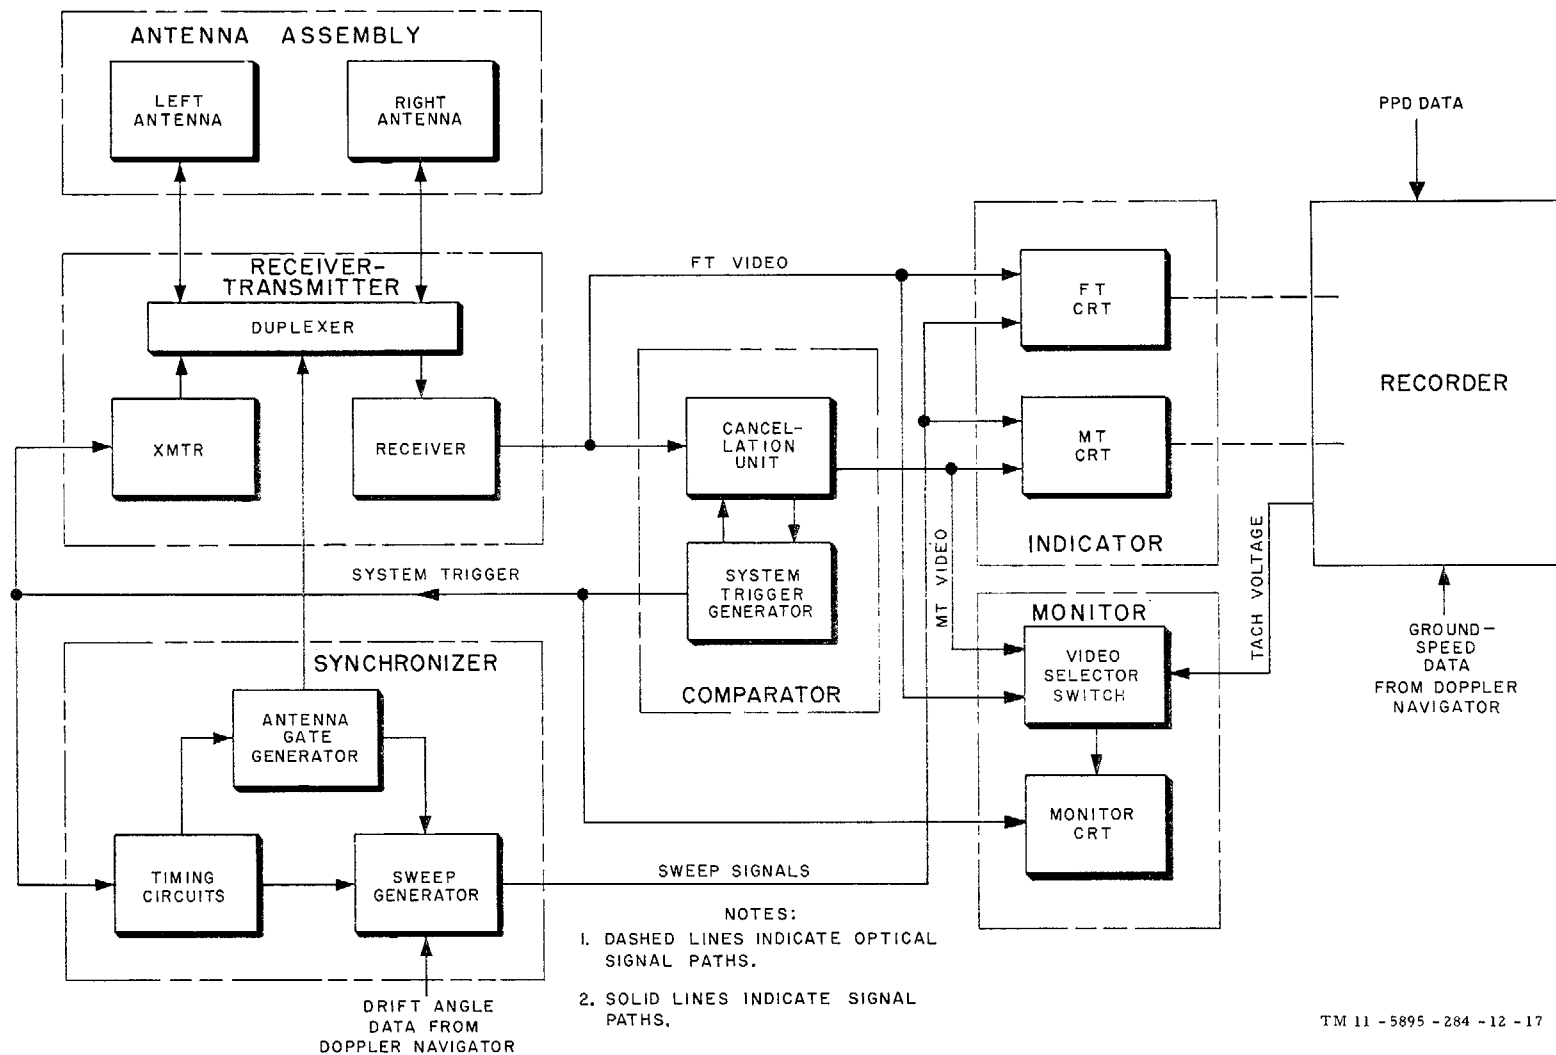 ANTENNA ASSEMBLY
LEFT
ANTENNA
RIGHT
ANTENNA
PPD DATA
RECEIVER-
TRANSMITTER
DUPLEXER
XMTR
RECEIVER
FT VIDEO
CANCEL-
LATION
UNIT
SYSTEM
TRIGGER
GENERATOR
COMPARATOR
FT
CRT
MT
CRT
INDICATOR
RECORDER
SYSTEM TRIGGER
MT VIDEO
TACH VOLTAGE
MONITOR
VIDEO
SELECTOR
SWITCH
MONITOR
CRT
GROUND-
SPEED
DATA
FROM DOPPLER
NAVIGATOR
SYNCHRONIZER
ANTENNA
GATE
GENERATOR
TIMING
CIRCUITS
SWEEP
GENERATOR
SWEEP SIGNALS
DRIFT ANGLE
DATA FROM
DOPPLER NAVIGATOR
NOTES:
1. DASHED LINES INDICATE OPTICAL
SIGNAL PATHS.
2. SOLID LINES INDICATE SIGNAL
PATHS.
TM 11 -5895 -284 -12 -17